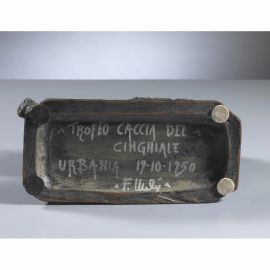 - TROFEO CACCIA DEL -
CINGHIALE
URBANIA 17-10-1950